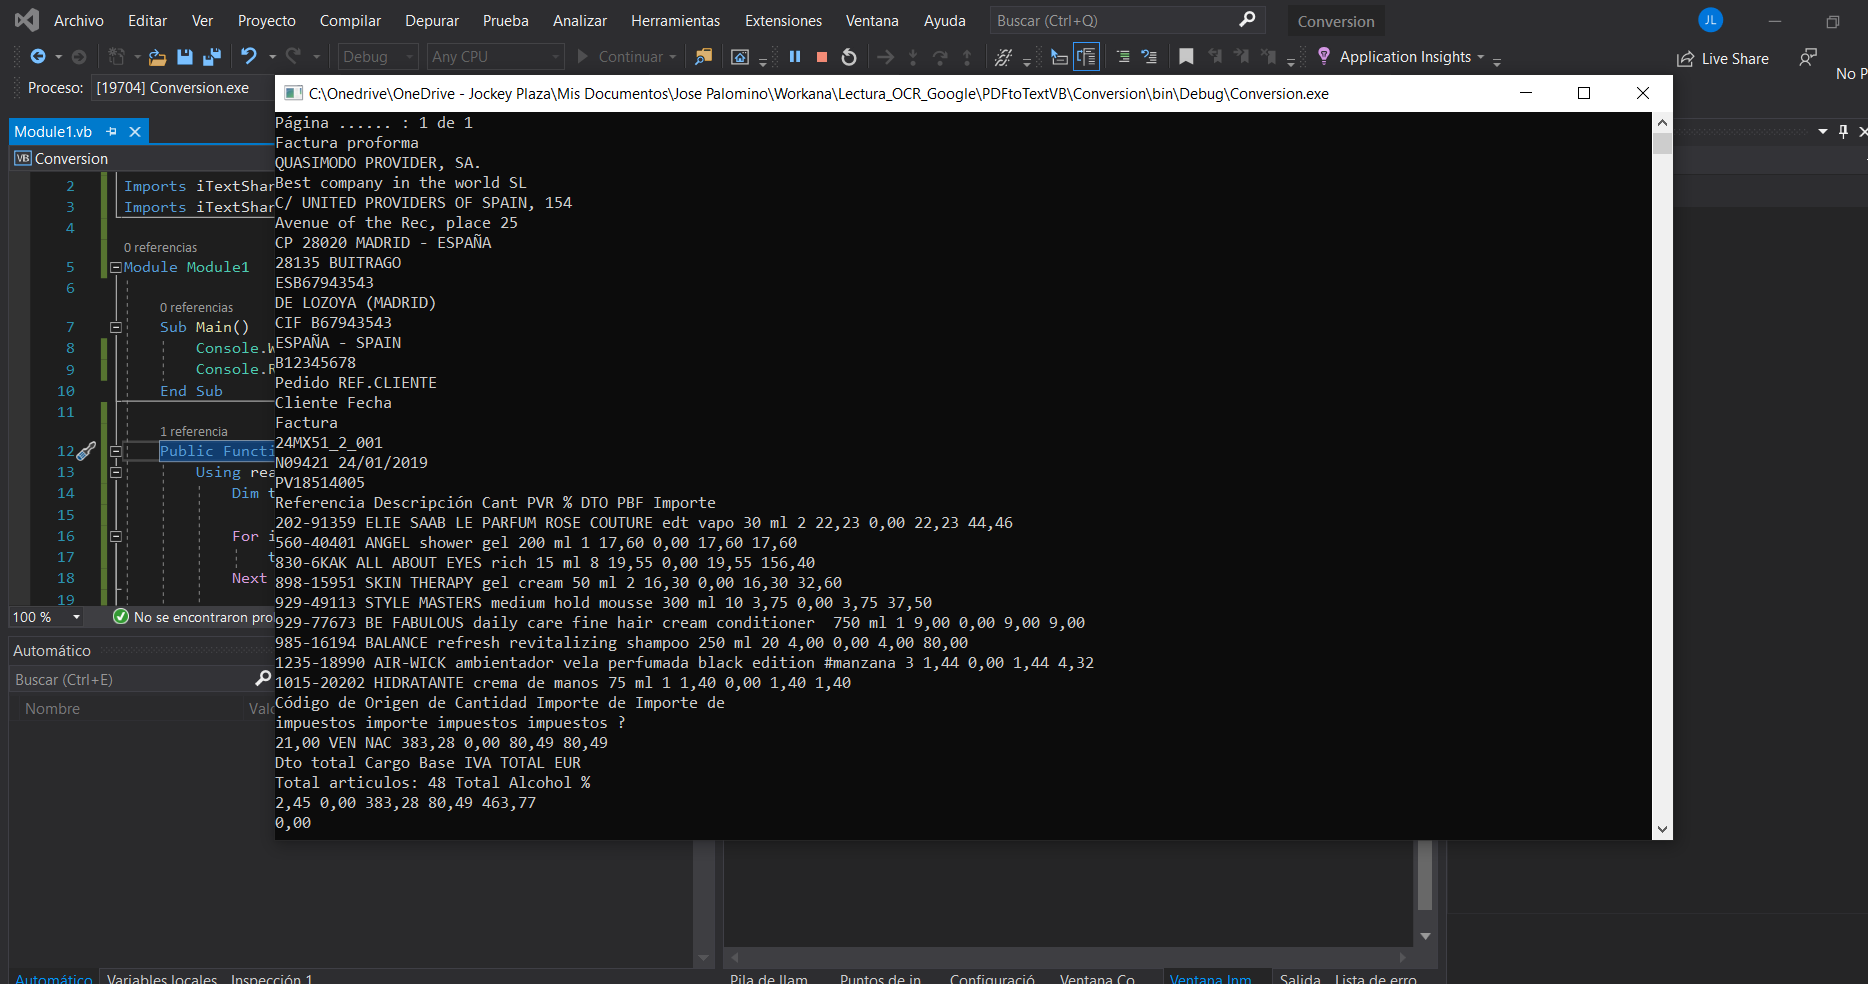 Archivo Editar Ver Proyecto Compilar Depurar Prueba Analizar Herramientas Extensiones Ventana Ayuda Buscar (Ctrl+Q) Conversion JL
Debug Any CPU Continuar Application Insights Live Share
No P
Proceso: [19704] Conversion.exe
C:\Onedrive\OneDrive - Jockey Plaza\Mis Documentos\Jose Palomino\Workana\Lectura_OCR_Google\PDFtoTextVB\Conversion\bin\Debug\Conversion.exe
Module1.vb
VB Conversion
2 Imports iTextShar
3 Imports iTextShar
4
0 referencias
5 Module Module1
6
0 referencias
7 Sub Main()
8 Console.W
9 Console.R
10 End Sub
11
1 referencia
12 Public Functi
13 Using rea
14 Dim t
15
16 For i
17 t
18 Next
19
100 % No se encontraron pro
Automático
Buscar (Ctrl+E)
Nombre Valo
Página ...... : 1 de 1
Factura proforma
QUASIMODO PROVIDER, SA.
Best company in the world SL
C/ UNITED PROVIDERS OF SPAIN, 154
Avenue of the Rec, place 25
CP 28020 MADRID - ESPAÑA
28135 BUITRAGO
ESB67943543
DE LOZOYA (MADRID)
CIF B67943543
ESPAÑA - SPAIN
B12345678
Pedido REF.CLIENTE
Cliente Fecha
Factura
24MX51_2_001
N09421 24/01/2019
PV18514005
Referencia Descripción Cant PVR % DTO PBF Importe
202-91359 ELIE SAAB LE PARFUM ROSE COUTURE edt vapo 30 ml 2 22,23 0,00 22,23 44,46
560-40401 ANGEL shower gel 200 ml 1 17,60 0,00 17,60 17,60
830-6KAK ALL ABOUT EYES rich 15 ml 8 19,55 0,00 19,55 156,40
898-15951 SKIN THERAPY gel cream 50 ml 2 16,30 0,00 16,30 32,60
929-49113 STYLE MASTERS medium hold mousse 300 ml 10 3,75 0,00 3,75 37,50
929-77673 BE FABULOUS daily care fine hair cream conditioner  750 ml 1 9,00 0,00 9,00 9,00
985-16194 BALANCE refresh revitalizing shampoo 250 ml 20 4,00 0,00 4,00 80,00
1235-18990 AIR-WICK ambientador vela perfumada black edition #manzana 3 1,44 0,00 1,44 4,32
1015-20202 HIDRATANTE crema de manos 75 ml 1 1,40 0,00 1,40 1,40
Código de Origen de Cantidad Importe de Importe de
impuestos importe impuestos impuestos ?
21,00 VEN NAC 383,28 0,00 80,49 80,49
Dto total Cargo Base IVA TOTAL EUR
Total articulos: 48 Total Alcohol %
2,45 0,00 383,28 80,49 463,77
0,00
Automático Variables locales Inspección 1 Pila de llam... Puntos de in... Configuració... Ventana Co... Ventana Inm... Salida Lista de erro...